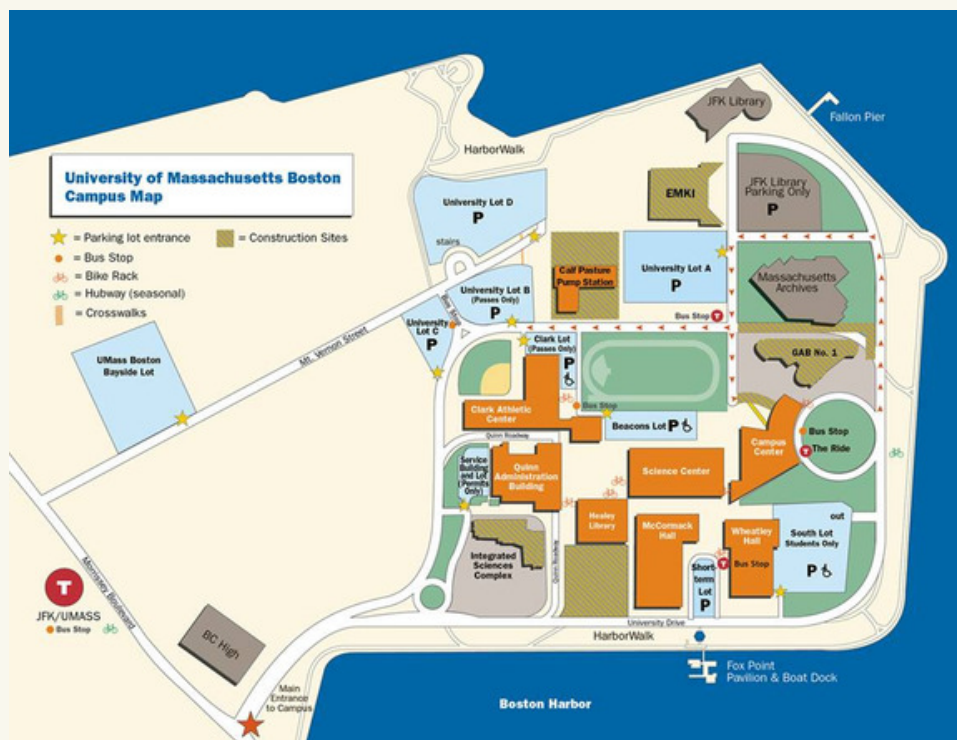 University of Massachusetts Boston
Campus Map
= Parking lot entrance
= Construction Sites
= Bus Stop
= Bike Rack
= Hubway (seasonal)
= Crosswalks
HarborWalk
JFK Library
Fallon Pier
EMKI
JFK Library
Parking Only
P
University Lot D
P
stairs
Calf Pasture
Pump Station
University Lot A
P
Massachusetts
Archives
University Lot B
(Passes Only)
P
Bus Stop
Bus Stop
T
University
Lot C
P
Mt. Vernon Street
UMass Boston
Bayside Lot
Clark Lot
(Passes Only)
P
GAB No. 1
Clark Athletic
Center
Bus Stop
Beacons Lot P
Quinn Roadway
Campus
Center
Bus Stop
T
The Ride
Service
Building
and Lot
(Permits
Only)
Quinn
Administration
Building
Science Center
Healey
Library
McCormack
Hall
Wheatley
Hall
out
South Lot
Students Only
P
Integrated
Sciences
Complex
Quinn Roadway
T
Bus Stop
Short-
term
Lot
P
Morrissey Boulevard
T
JFK/UMASS
Bus Stop
BC High
University Drive
HarborWalk
Fox Point
Pavilion & Boat Dock
Main
Entrance
to Campus
Boston Harbor